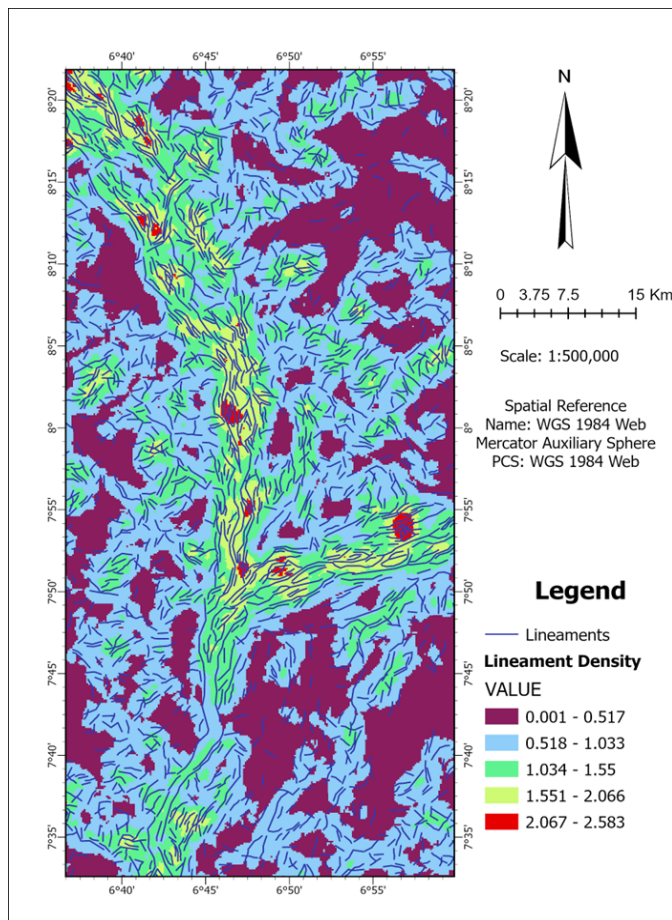 6°40' 6°45' 6°50' 6°55'
8°20'
8°15'
8°10'
8°5'
8°
7°55'
7°50'
7°45'
7°40'
7°35'
8°20'
8°15'
8°10'
8°5'
8°
7°55'
7°50'
7°45'
7°40'
7°35'
6°40' 6°45' 6°50' 6°55'
N
0 3.75 7.5 15 Km
Scale: 1:500,000
Spatial Reference
Name: WGS 1984 Web
Mercator Auxiliary Sphere
PCS: WGS 1984 Web
Legend
Lineaments
Lineament Density
VALUE
0.001 - 0.517
0.518 - 1.033
1.034 - 1.55
1.551 - 2.066
2.067 - 2.583